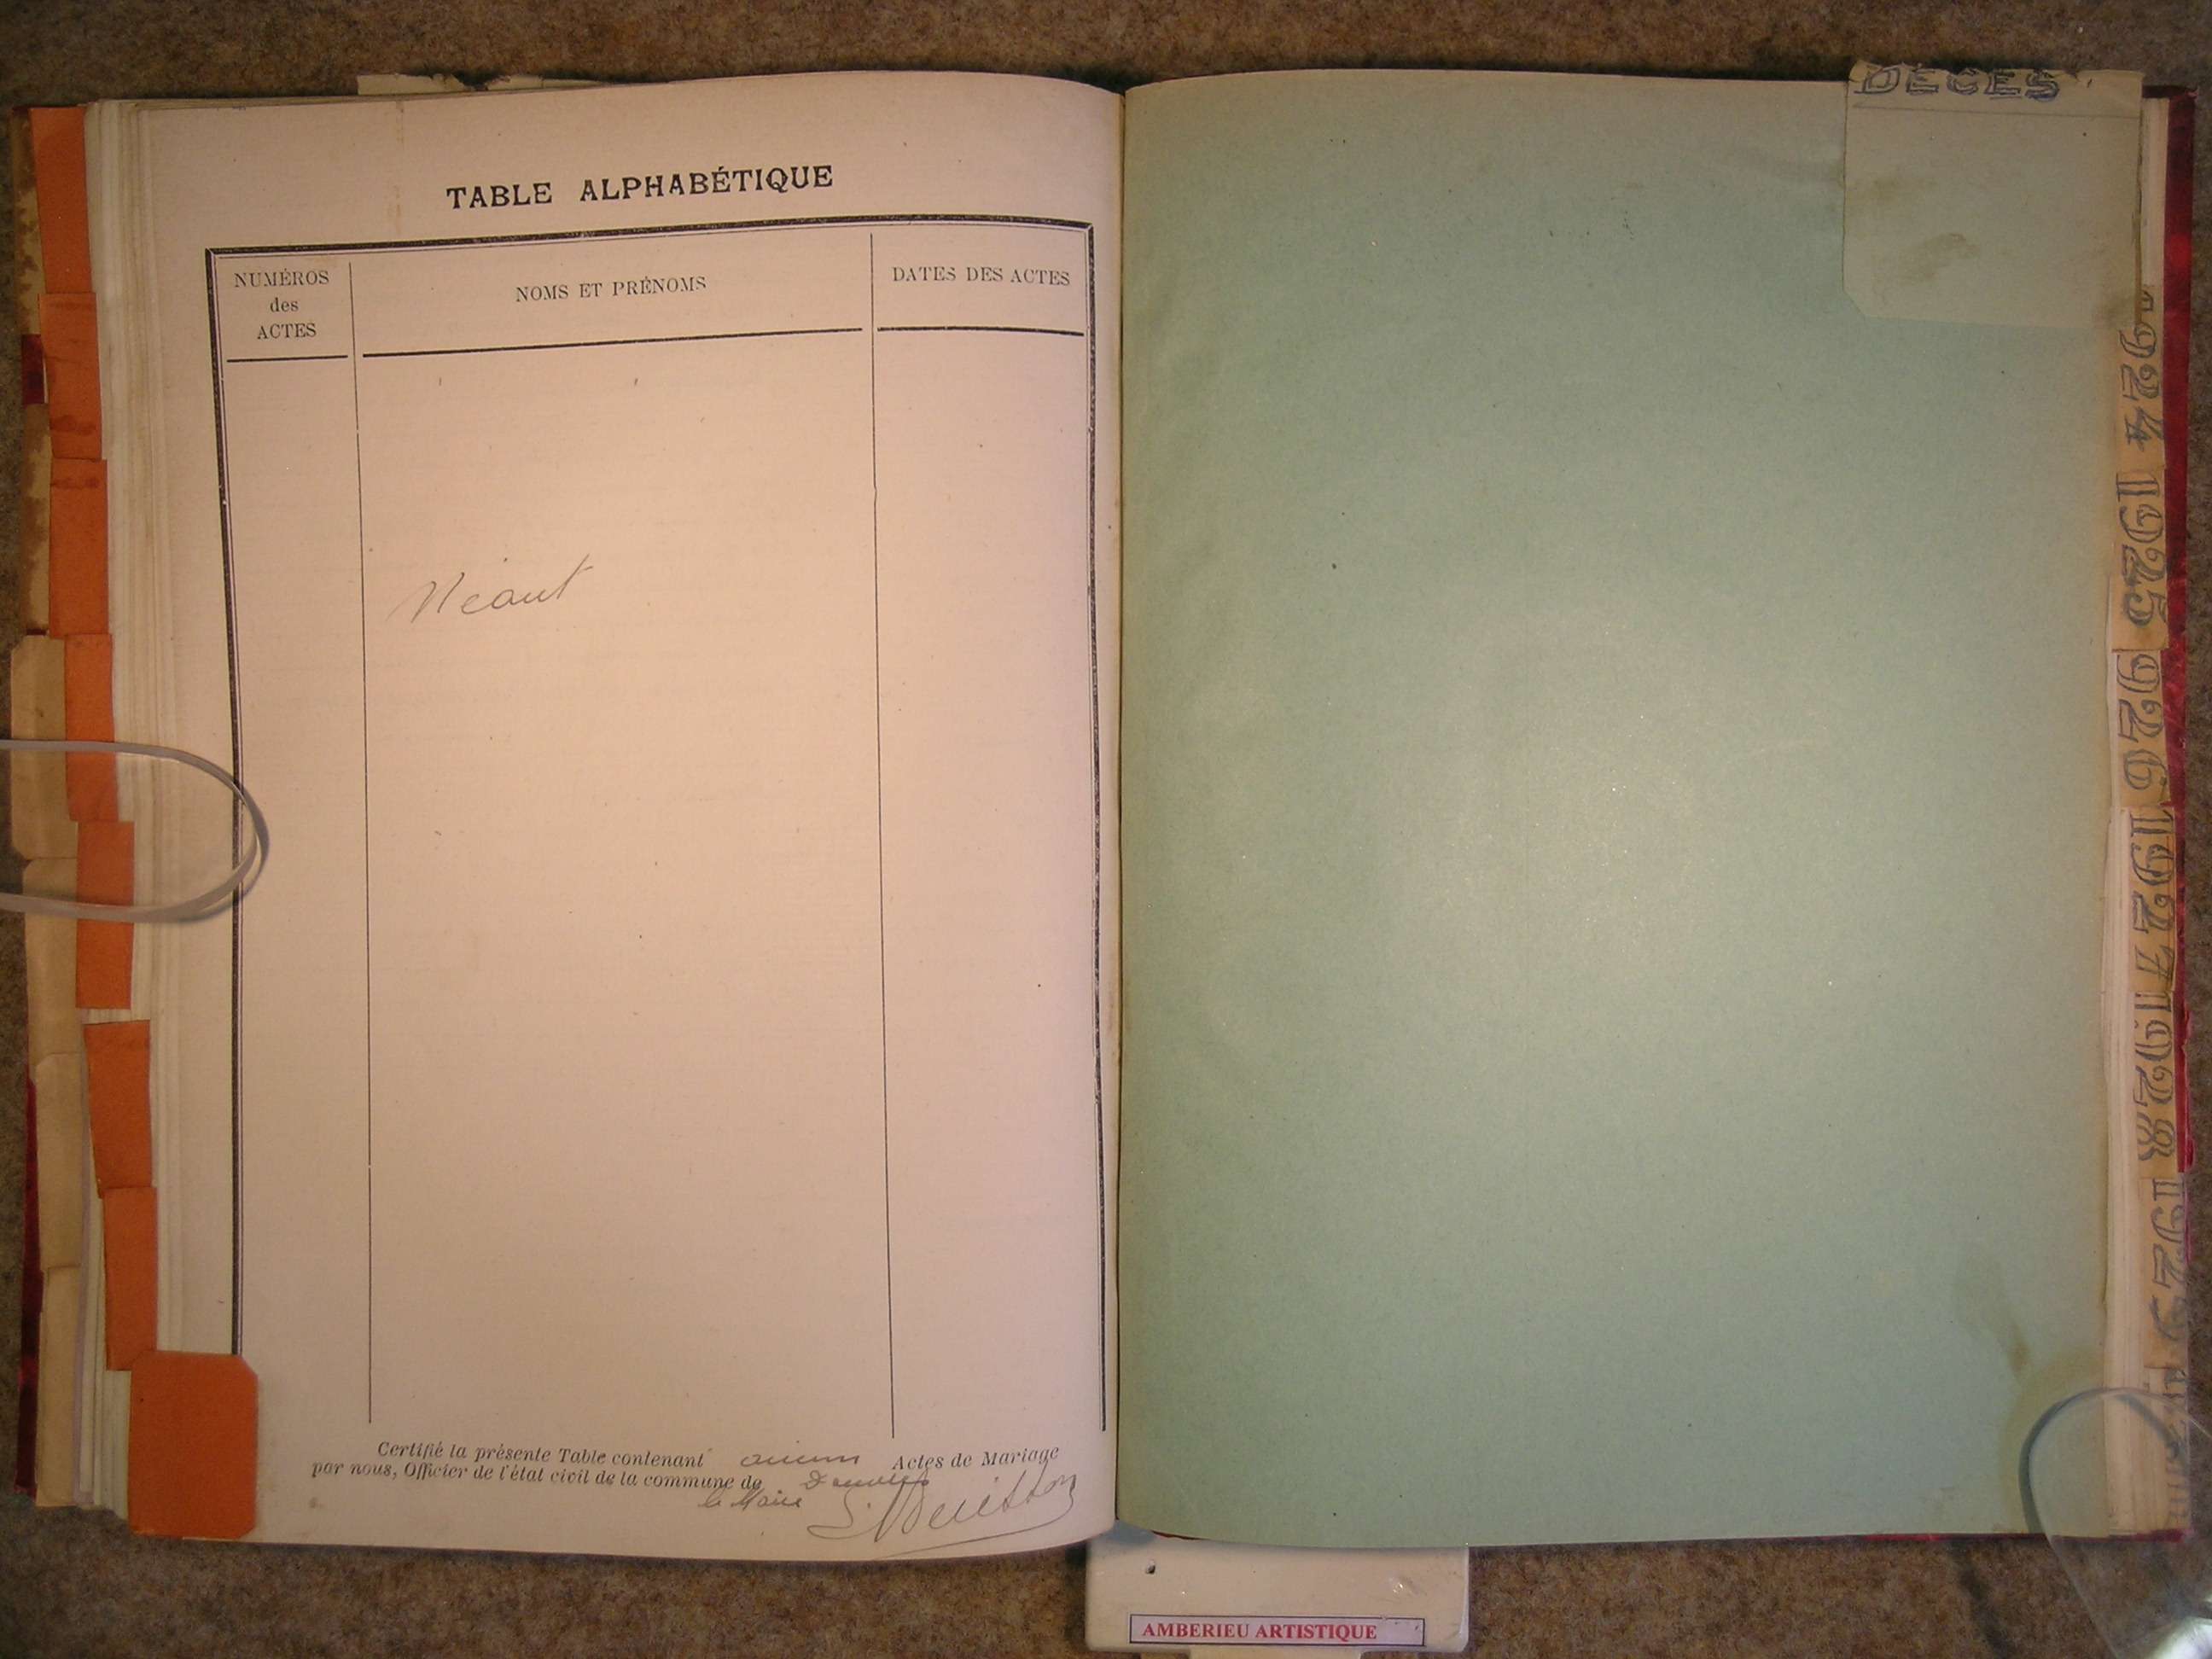 TABLE ALPHABÉTIQUE
NUMÉROS
des
ACTES
NOMS ET PRÉNOMS
DATES DES ACTES
Néant
Certifié la présente Table contenant aucun Actes de Mariage
par nous, Officier de l'état civil de la commune de
le Maire
DÉCÈS
1924
1925
1926
1927
1928
AMBERIEU ARTISTIQUE